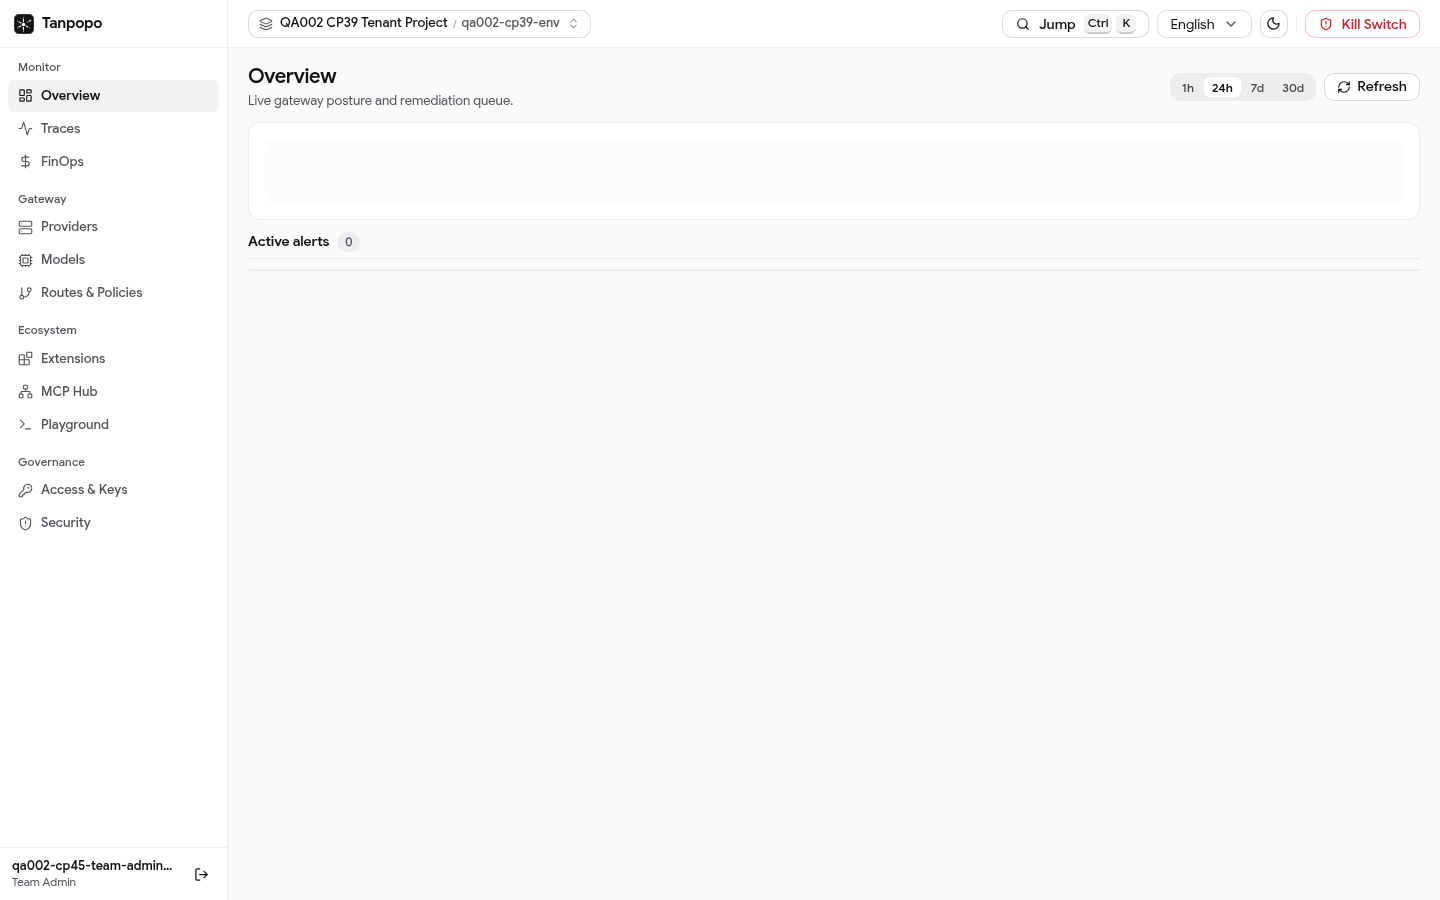 Tanpopo
QA002 CP39 Tenant Project / qa002-cp39-env
Jump Ctrl K
English
Kill Switch
Monitor
Overview
Traces
FinOps
Gateway
Providers
Models
Routes & Policies
Ecosystem
Extensions
MCP Hub
Playground
Governance
Access & Keys
Security
qa002-cp45-team-admin...
Team Admin
Overview
Live gateway posture and remediation queue.
1h 24h 7d 30d
Refresh
Active alerts 0